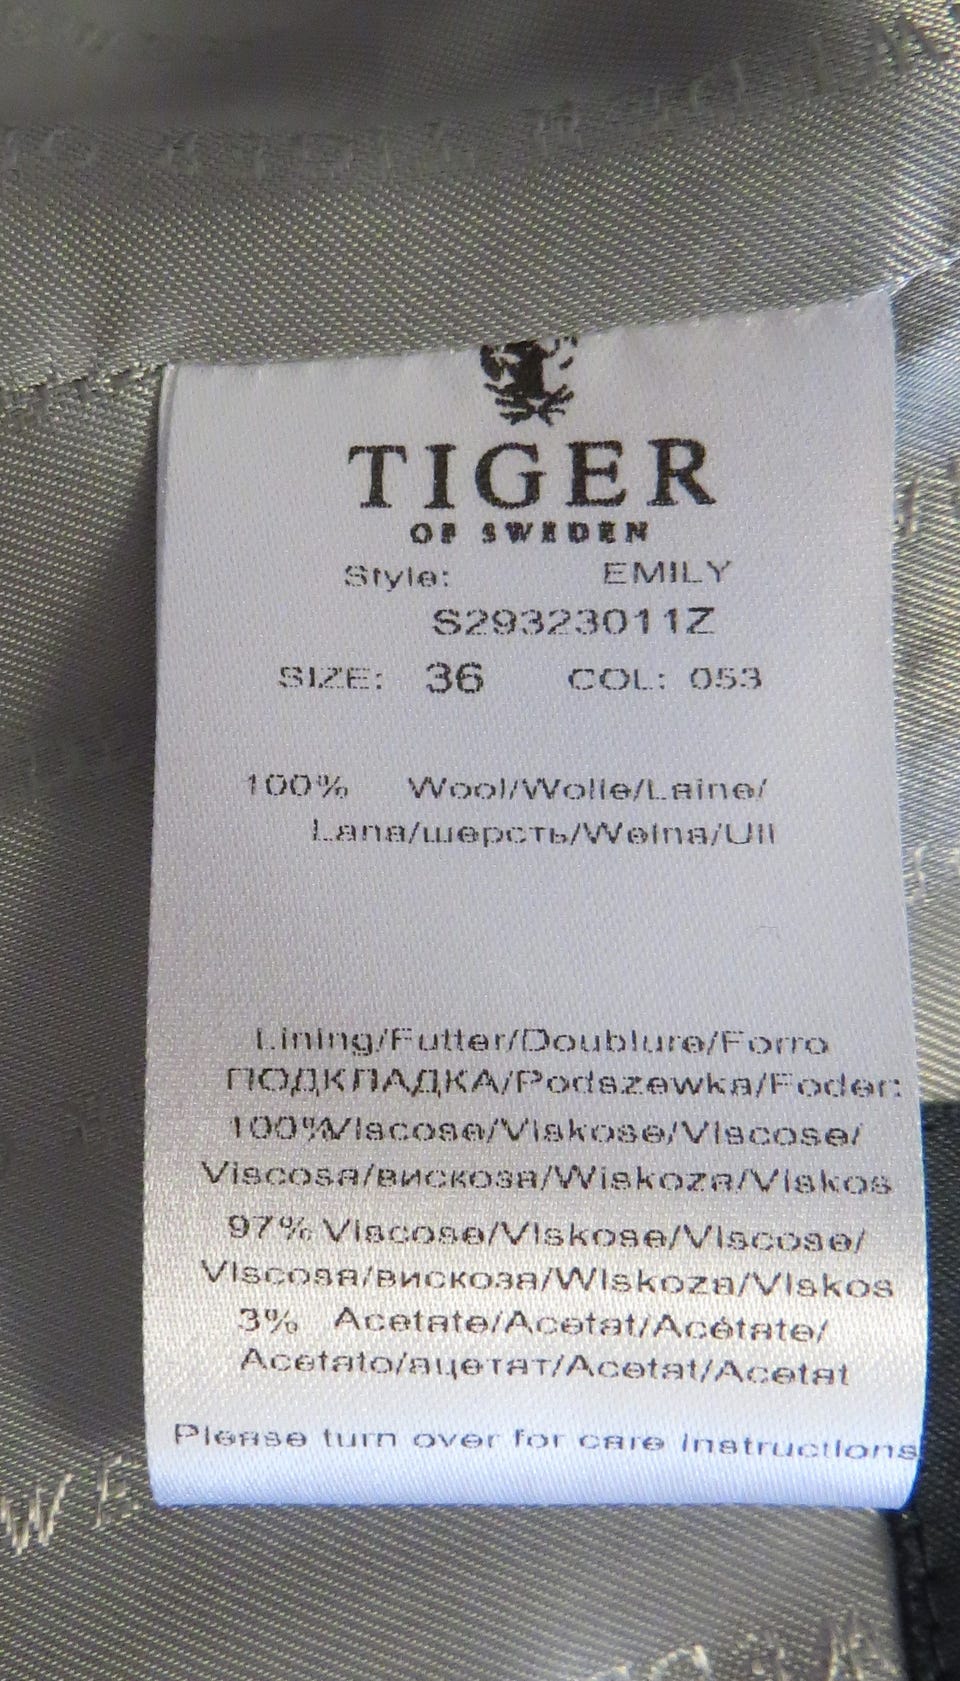 TIGER
OF SWEDEN
Style: EMILY
S29323011Z
SIZE: 36 COL: 053
100% Wool/Wolle/Laine/
Lana/шерсть/Wełna/Ull
Lining/Futter/Doublure/Forro
ПОДКЛАДКА/Podszewka/Foder:
100%Viscose/Viskose/Viscose/
Viscosa/вискоза/Wiskoza/Viskos
97% Viscose/Viskose/Viscose/
Viscosa/вискоза/Wiskoza/Viskos
3% Acetate/Acetat/Acétate/
Acetato/ацетат/Acetat/Acetat
Please turn over for care instructions